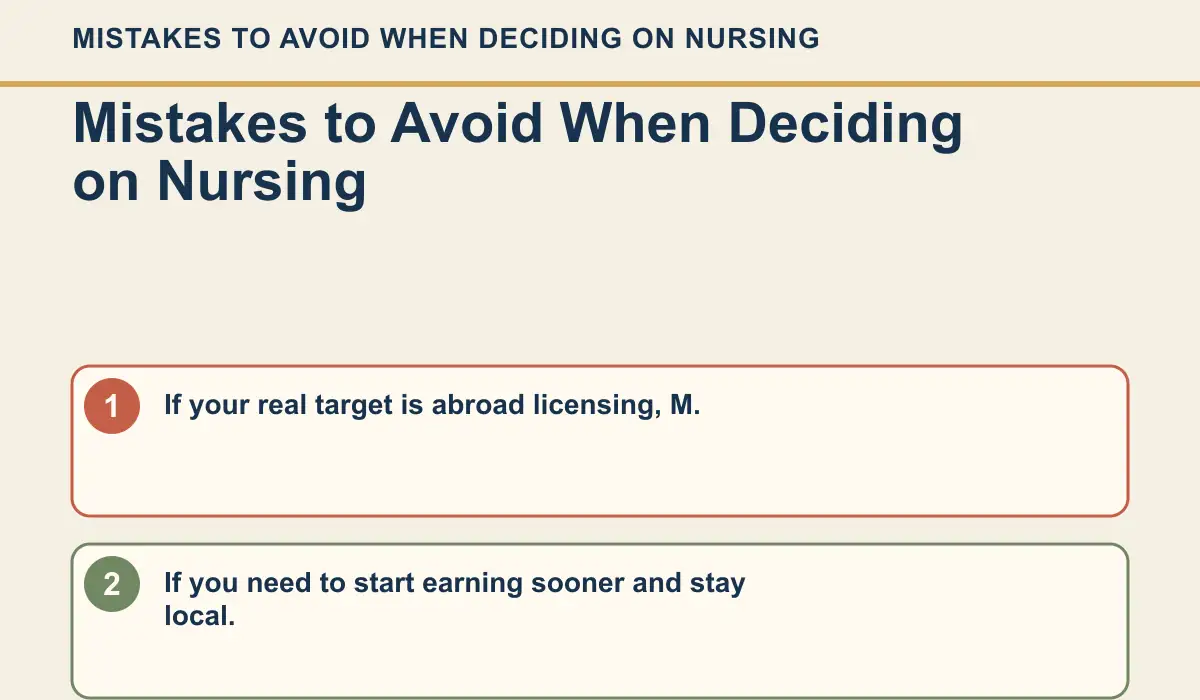 MISTAKES TO AVOID WHEN DECIDING ON NURSING
Mistakes to Avoid When Deciding
on Nursing
1
If your real target is abroad licensing, M.
2
If you need to start earning sooner and stay
local.